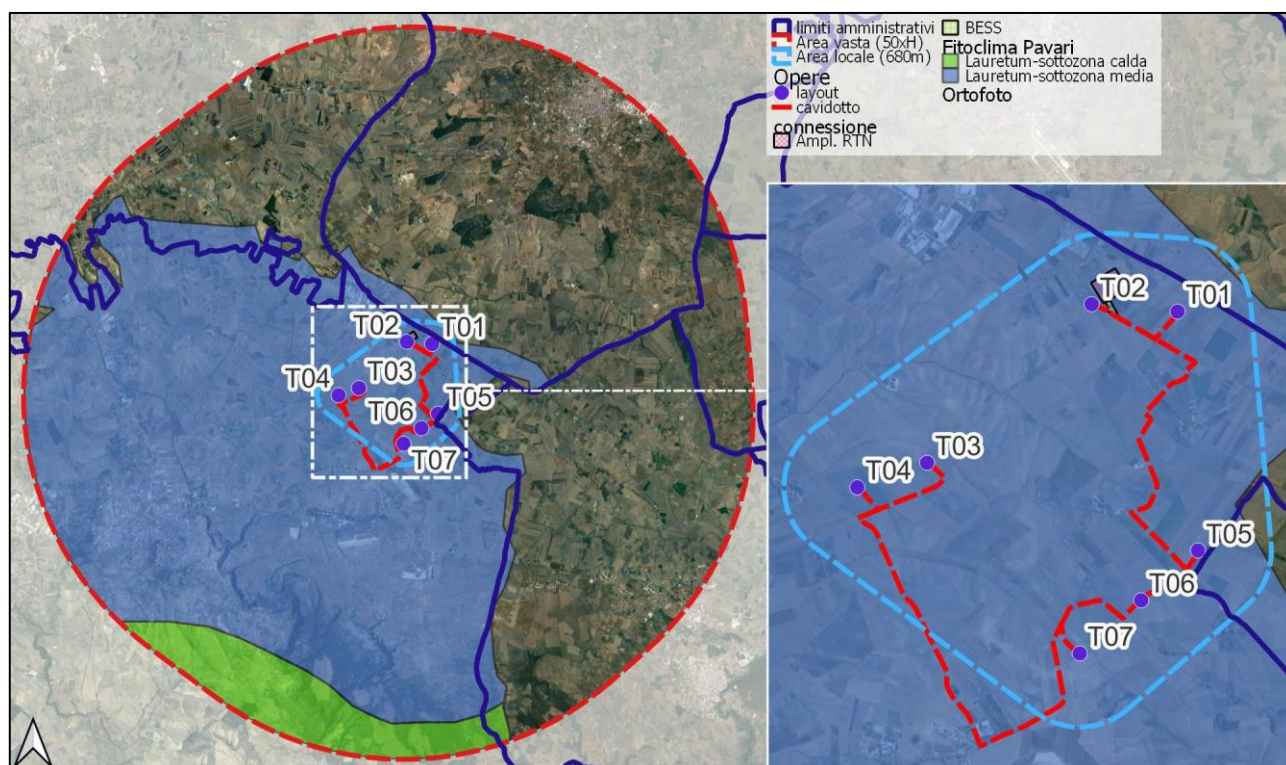 limiti amministrativi
Area vasta (50xH)
Area locale (680m)
Opere
layout
cavidotto
connessione
Ampl. RTN
BESS
Fitoclima Pavari
Lauretum-sottozona calda
Lauretum-sottozona media
Ortofoto
T02
T01
T04
T03
T05
T06
T07
T02
T01
T03
T04
T05
T06
T07